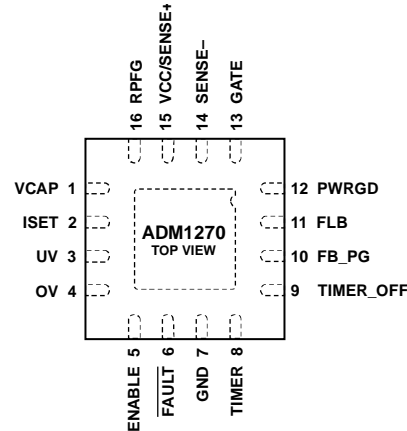 16 RPFG
15 VCC/SENSE+
14 SENSE–
13 GATE
VCAP 1
ISET 2
UV 3
OV 4
ADM1270
TOP VIEW
12 PWRGD
11 FLB
10 FB_PG
9 TIMER_OFF
ENABLE 5
FAULT 6
GND 7
TIMER 8